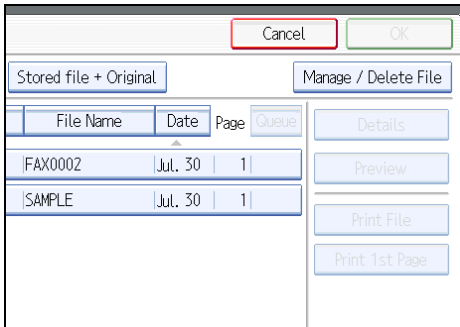 Cancel OK
Stored file + Original Manage / Delete File
File Name Date Page Queue Details
FAX0002 Jul. 30 1 Preview
SAMPLE Jul. 30 1
Print File
Print 1st Page